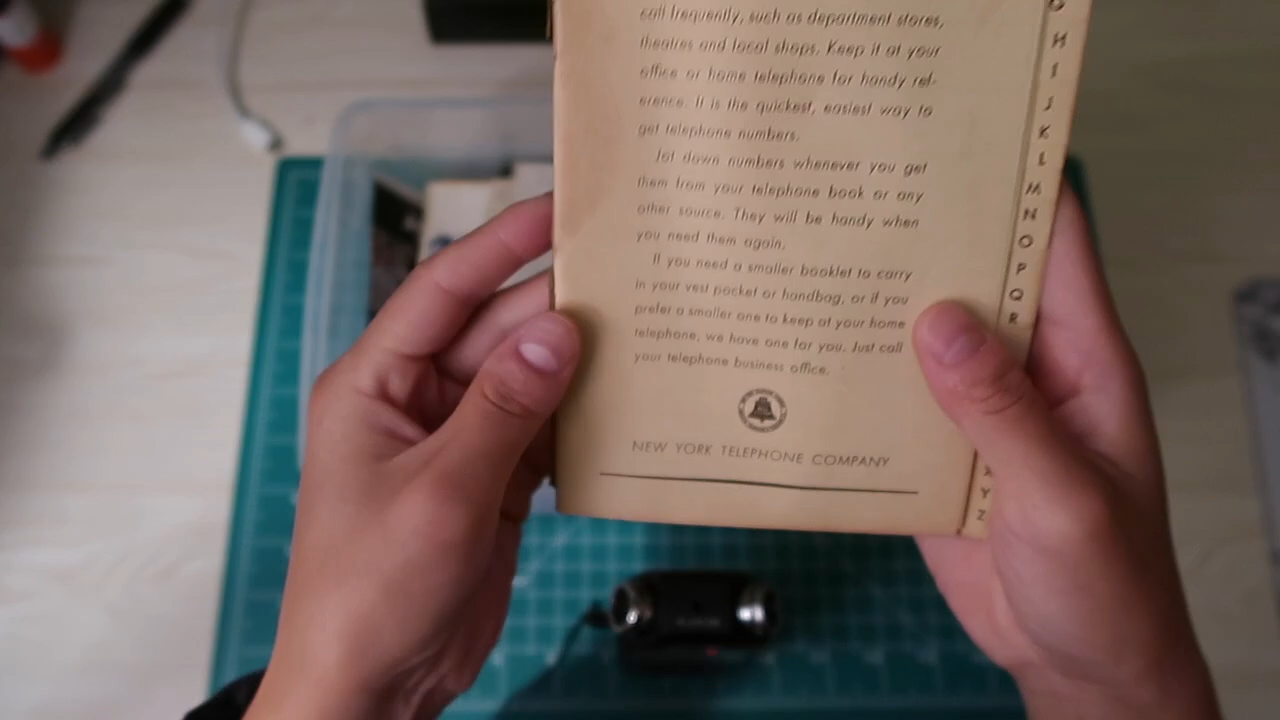 call frequently, such as department stores,
theatres and local shops. Keep it at your
office or home telephone for handy ref-
erence. It is the quickest, easiest way to
get telephone numbers.
Jot down numbers whenever you get
them from your telephone book or any
other source. They will be handy when
you need them again.
If you need a smaller booklet to carry
in your vest pocket or handbag, or if you
prefer a smaller one to keep at your home
telephone, we have one for you. Just call
your telephone business office.
NEW YORK TELEPHONE COMPANY
H
I
J
K
L
M
N
O
P
Q
R
X
Y
Z